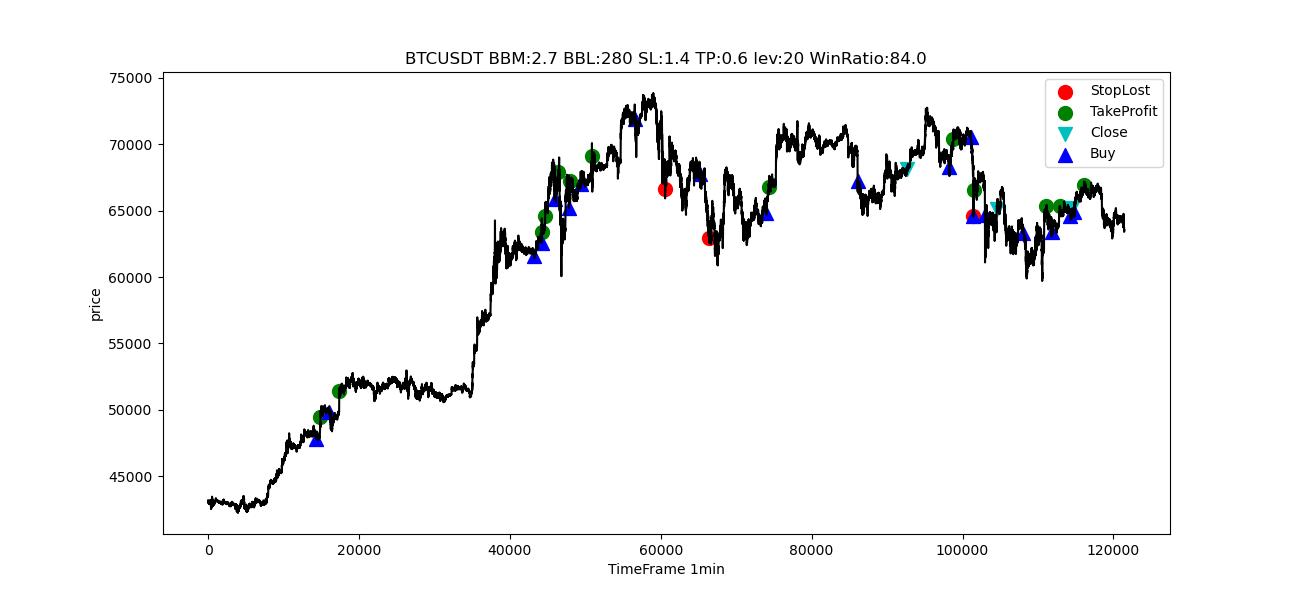 BTCUSDT BBM:2.7 BBL:280 SL:1.4 TP:0.6 lev:20 WinRatio:84.0
75000
70000
65000
60000
55000
50000
45000
price
StopLost
TakeProfit
Close
Buy
0 20000 40000 60000 80000 100000 120000
TimeFrame 1min